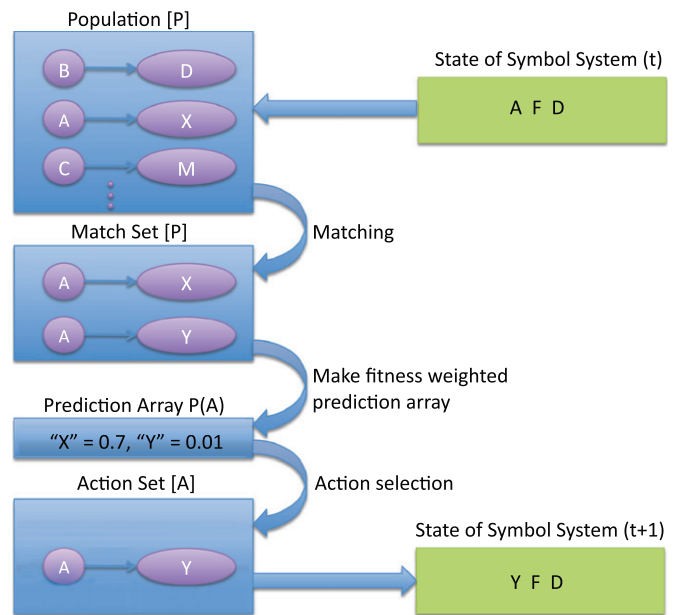 Population [P]
B D
A X
C M
State of Symbol System (t)
A F D
Matching
Match Set [P]
A X
A Y
Make fitness weighted
prediction array
Prediction Array P(A)
“X” = 0.7, “Y” = 0.01
Action selection
Action Set [A]
A Y
State of Symbol System (t+1)
Y F D